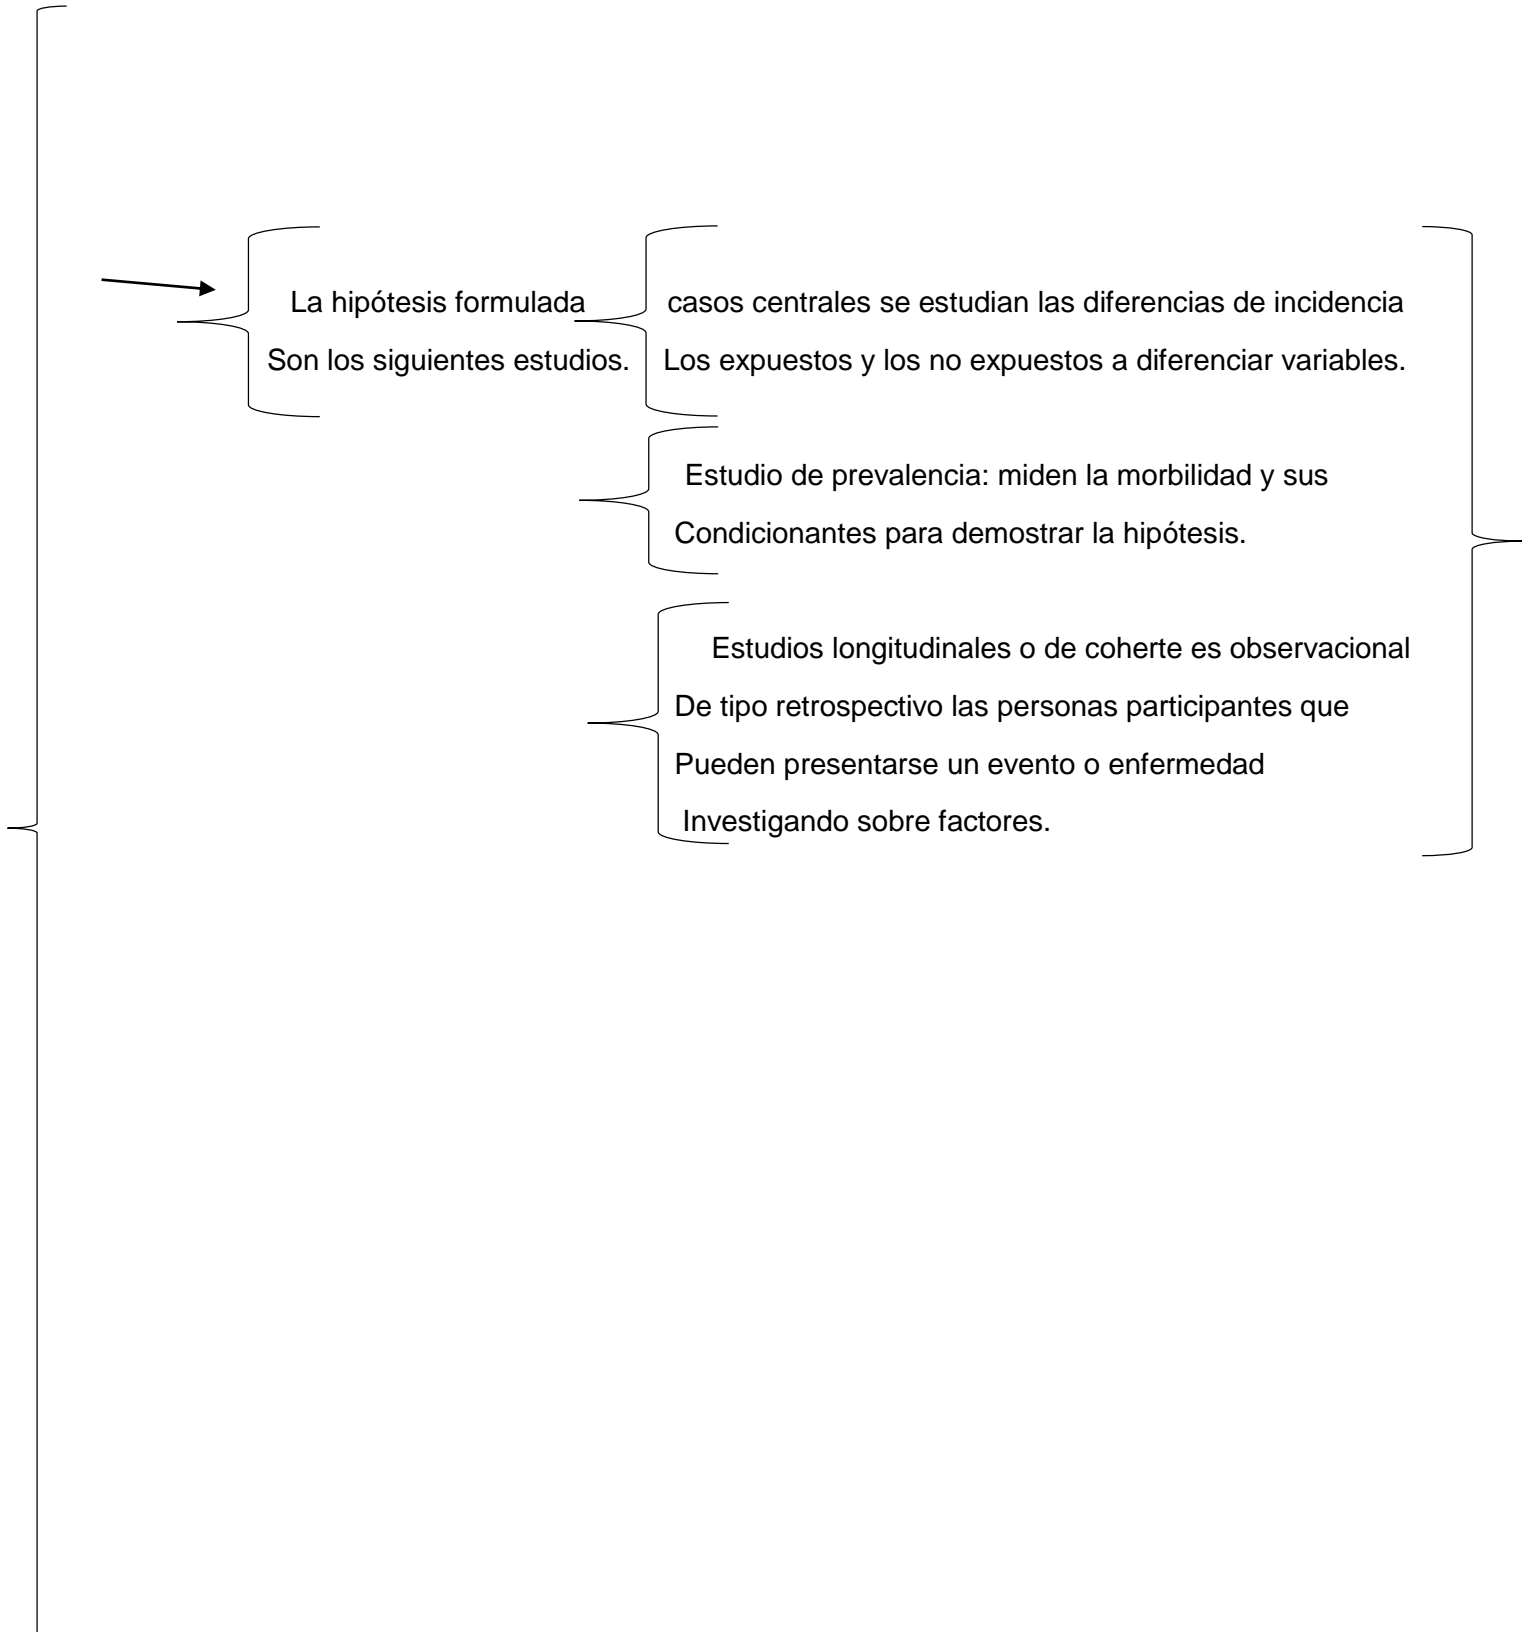 La hipótesis formulada
Son los siguientes estudios.
casos centrales se estudian las diferencias de incidencia
Los expuestos y los no expuestos a diferenciar variables.
Estudio de prevalencia: miden la morbilidad y sus
Condicionantes para demostrar la hipótesis.
Estudios longitudinales o de coherte es observacional
De tipo retrospectivo las personas participantes que
Pueden presentarse un evento o enfermedad
Investigando sobre factores.